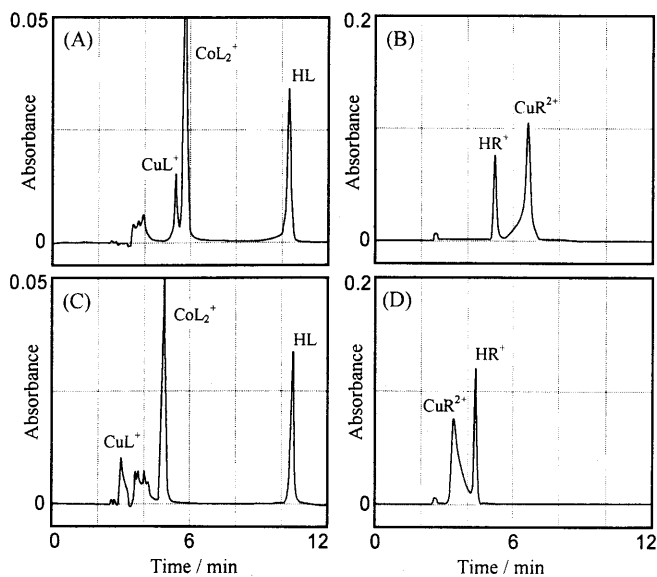 0.05
(A)
CoL₂⁺
HL
CuL⁺
Absorbance
0
0.2
(B)
CuR²⁺
HR⁺
Absorbance
0
0.05
(C)
CoL₂⁺
HL
CuL⁺
Absorbance
0
0 6 12
Time / min
0.2
(D)
HR⁺
CuR²⁺
Absorbance
0
0 6 12
Time / min